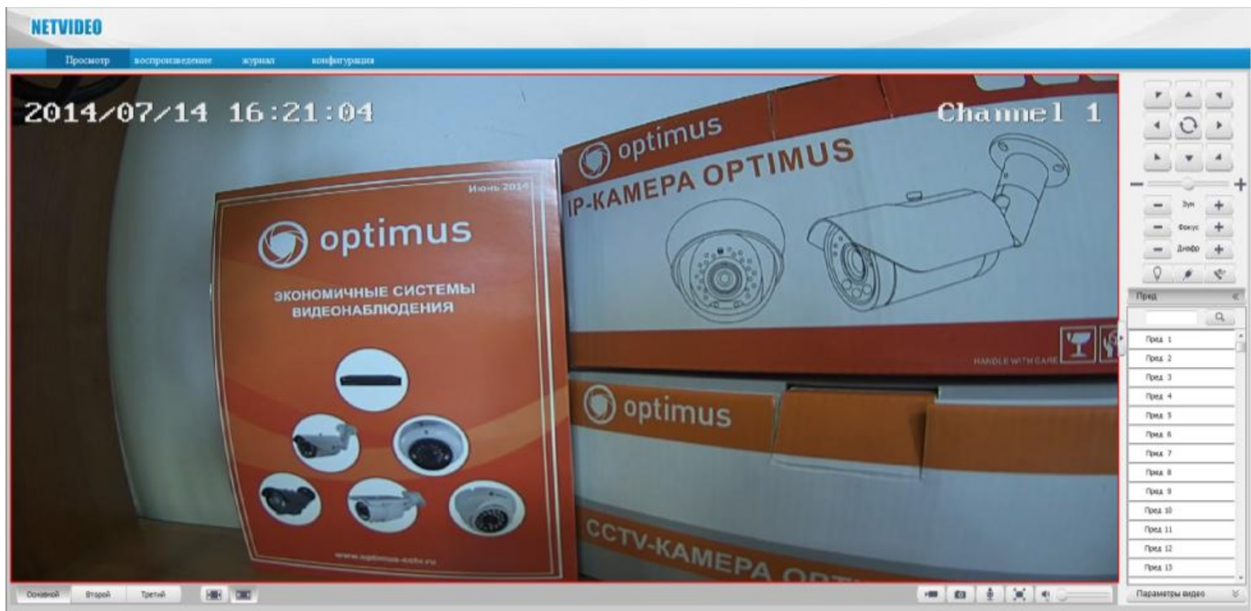 NETVIDEO
Просмотр воспроизведение журнал конфигурация
2014/07/14 16:21:04
Channel 1
Июнь 2014
optimus
ЭКОНОМИЧНЫЕ СИСТЕМЫ
ВИДЕОНАБЛЮДЕНИЯ
www.optimus-cctv.ru
optimus
IP-КАМЕРА OPTIMUS
HANDLE WITH CARE
optimus
CCTV-КАМЕРА
Зум
Фокус
Диафр
Пред
Пред 1
Пред 2
Пред 3
Пред 4
Пред 5
Пред 6
Пред 7
Пред 8
Пред 9
Пред 10
Пред 11
Пред 12
Пред 13
Основной Второй Третий
Параметры видео